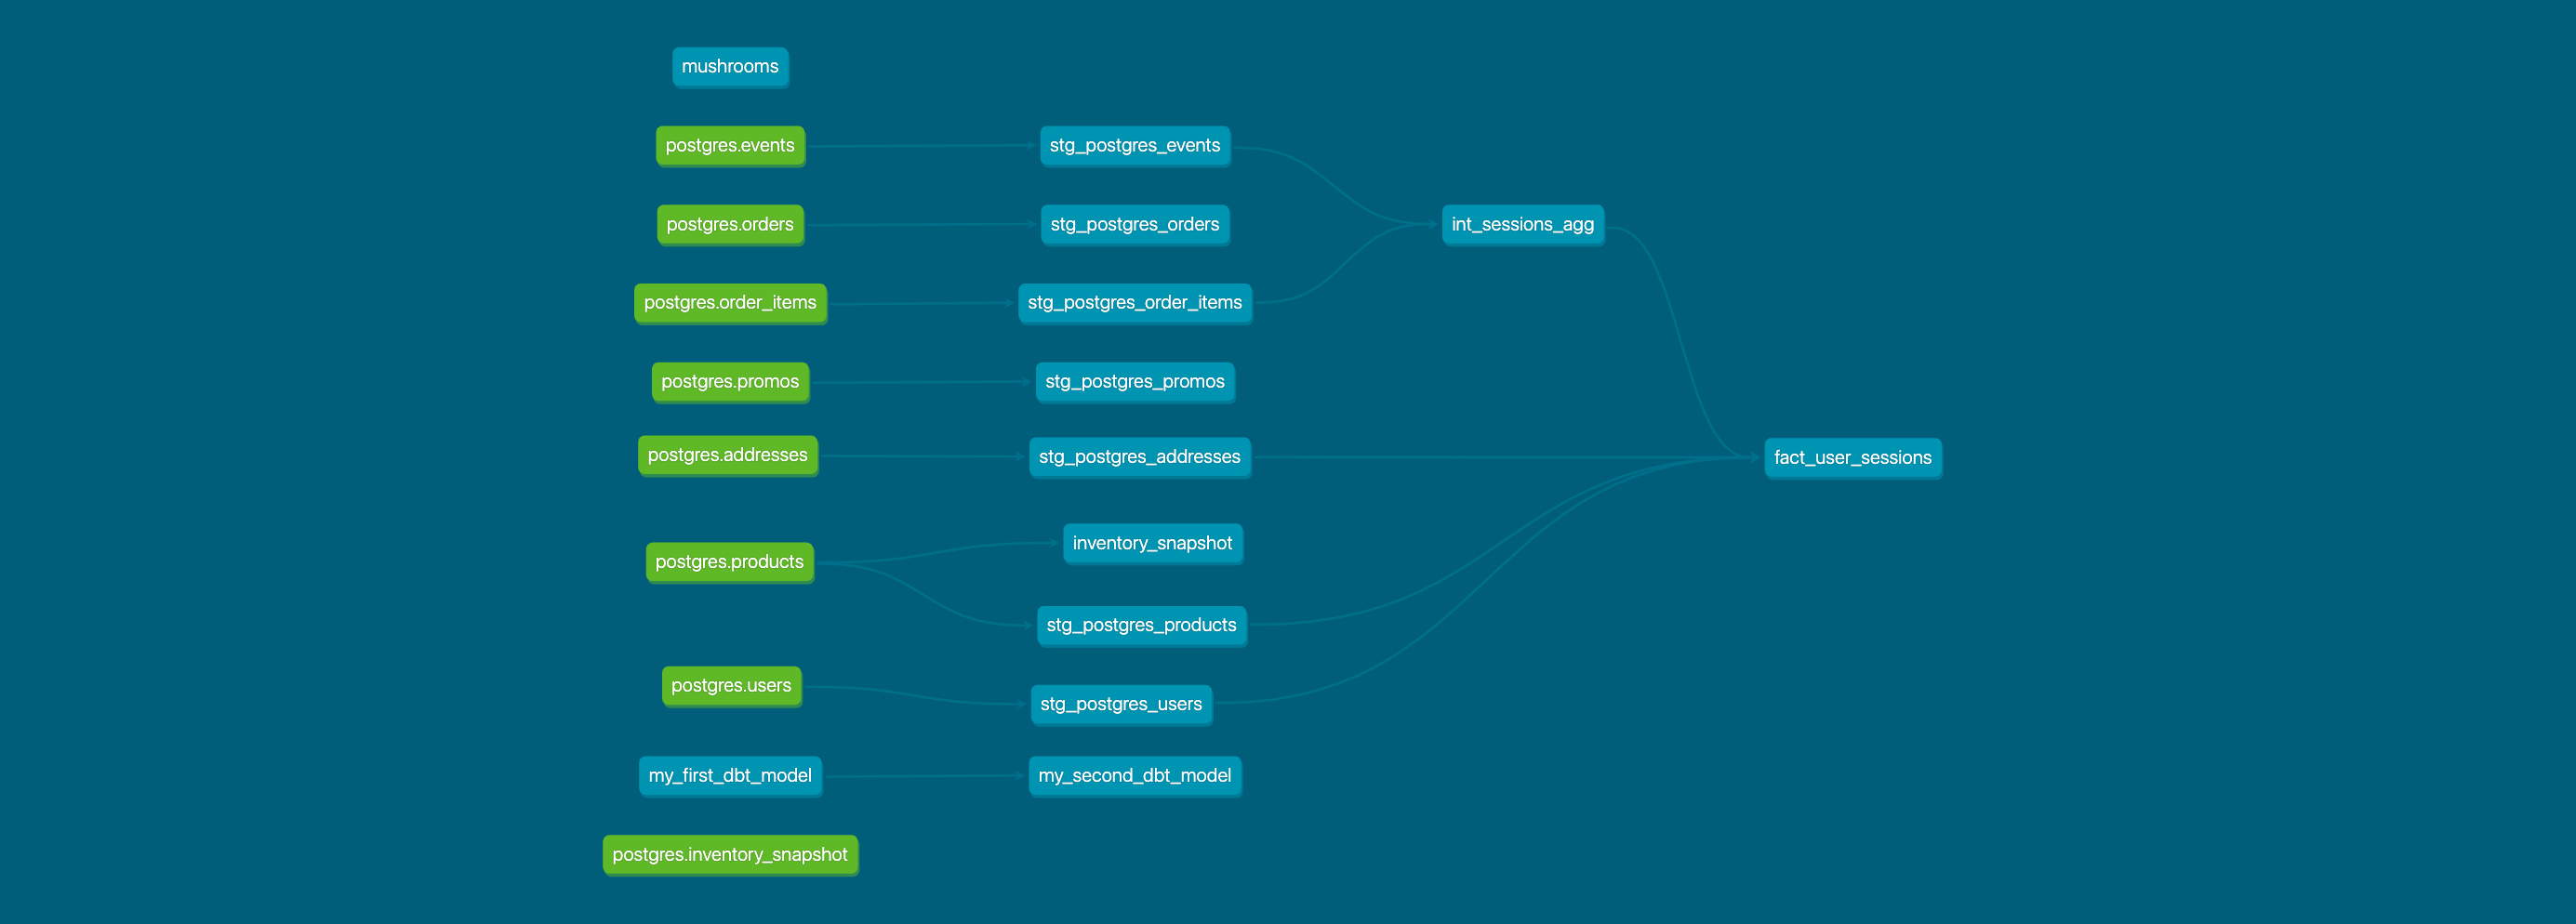 mushrooms
postgres.events
stg_postgres_events
postgres.orders
stg_postgres_orders
int_sessions_agg
postgres.order_items
stg_postgres_order_items
postgres.promos
stg_postgres_promos
postgres.addresses
stg_postgres_addresses
fact_user_sessions
inventory_snapshot
postgres.products
stg_postgres_products
postgres.users
stg_postgres_users
my_first_dbt_model
my_second_dbt_model
postgres.inventory_snapshot